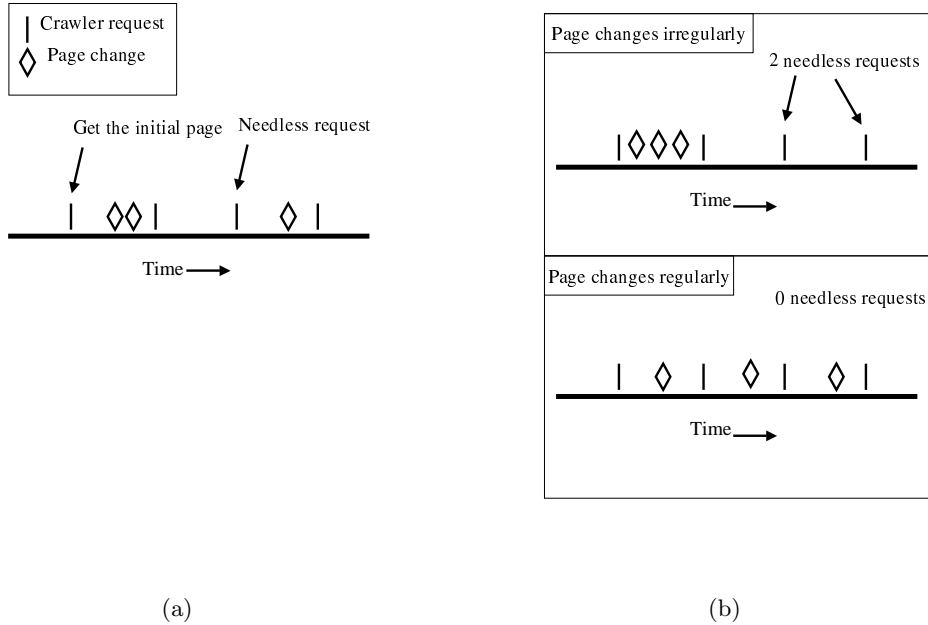 Crawler request
Page change
Get the initial page
Needless request
Time
Page changes irregularly
2 needless requests
Time
Page changes regularly
0 needless requests
Time
(a)
(b)